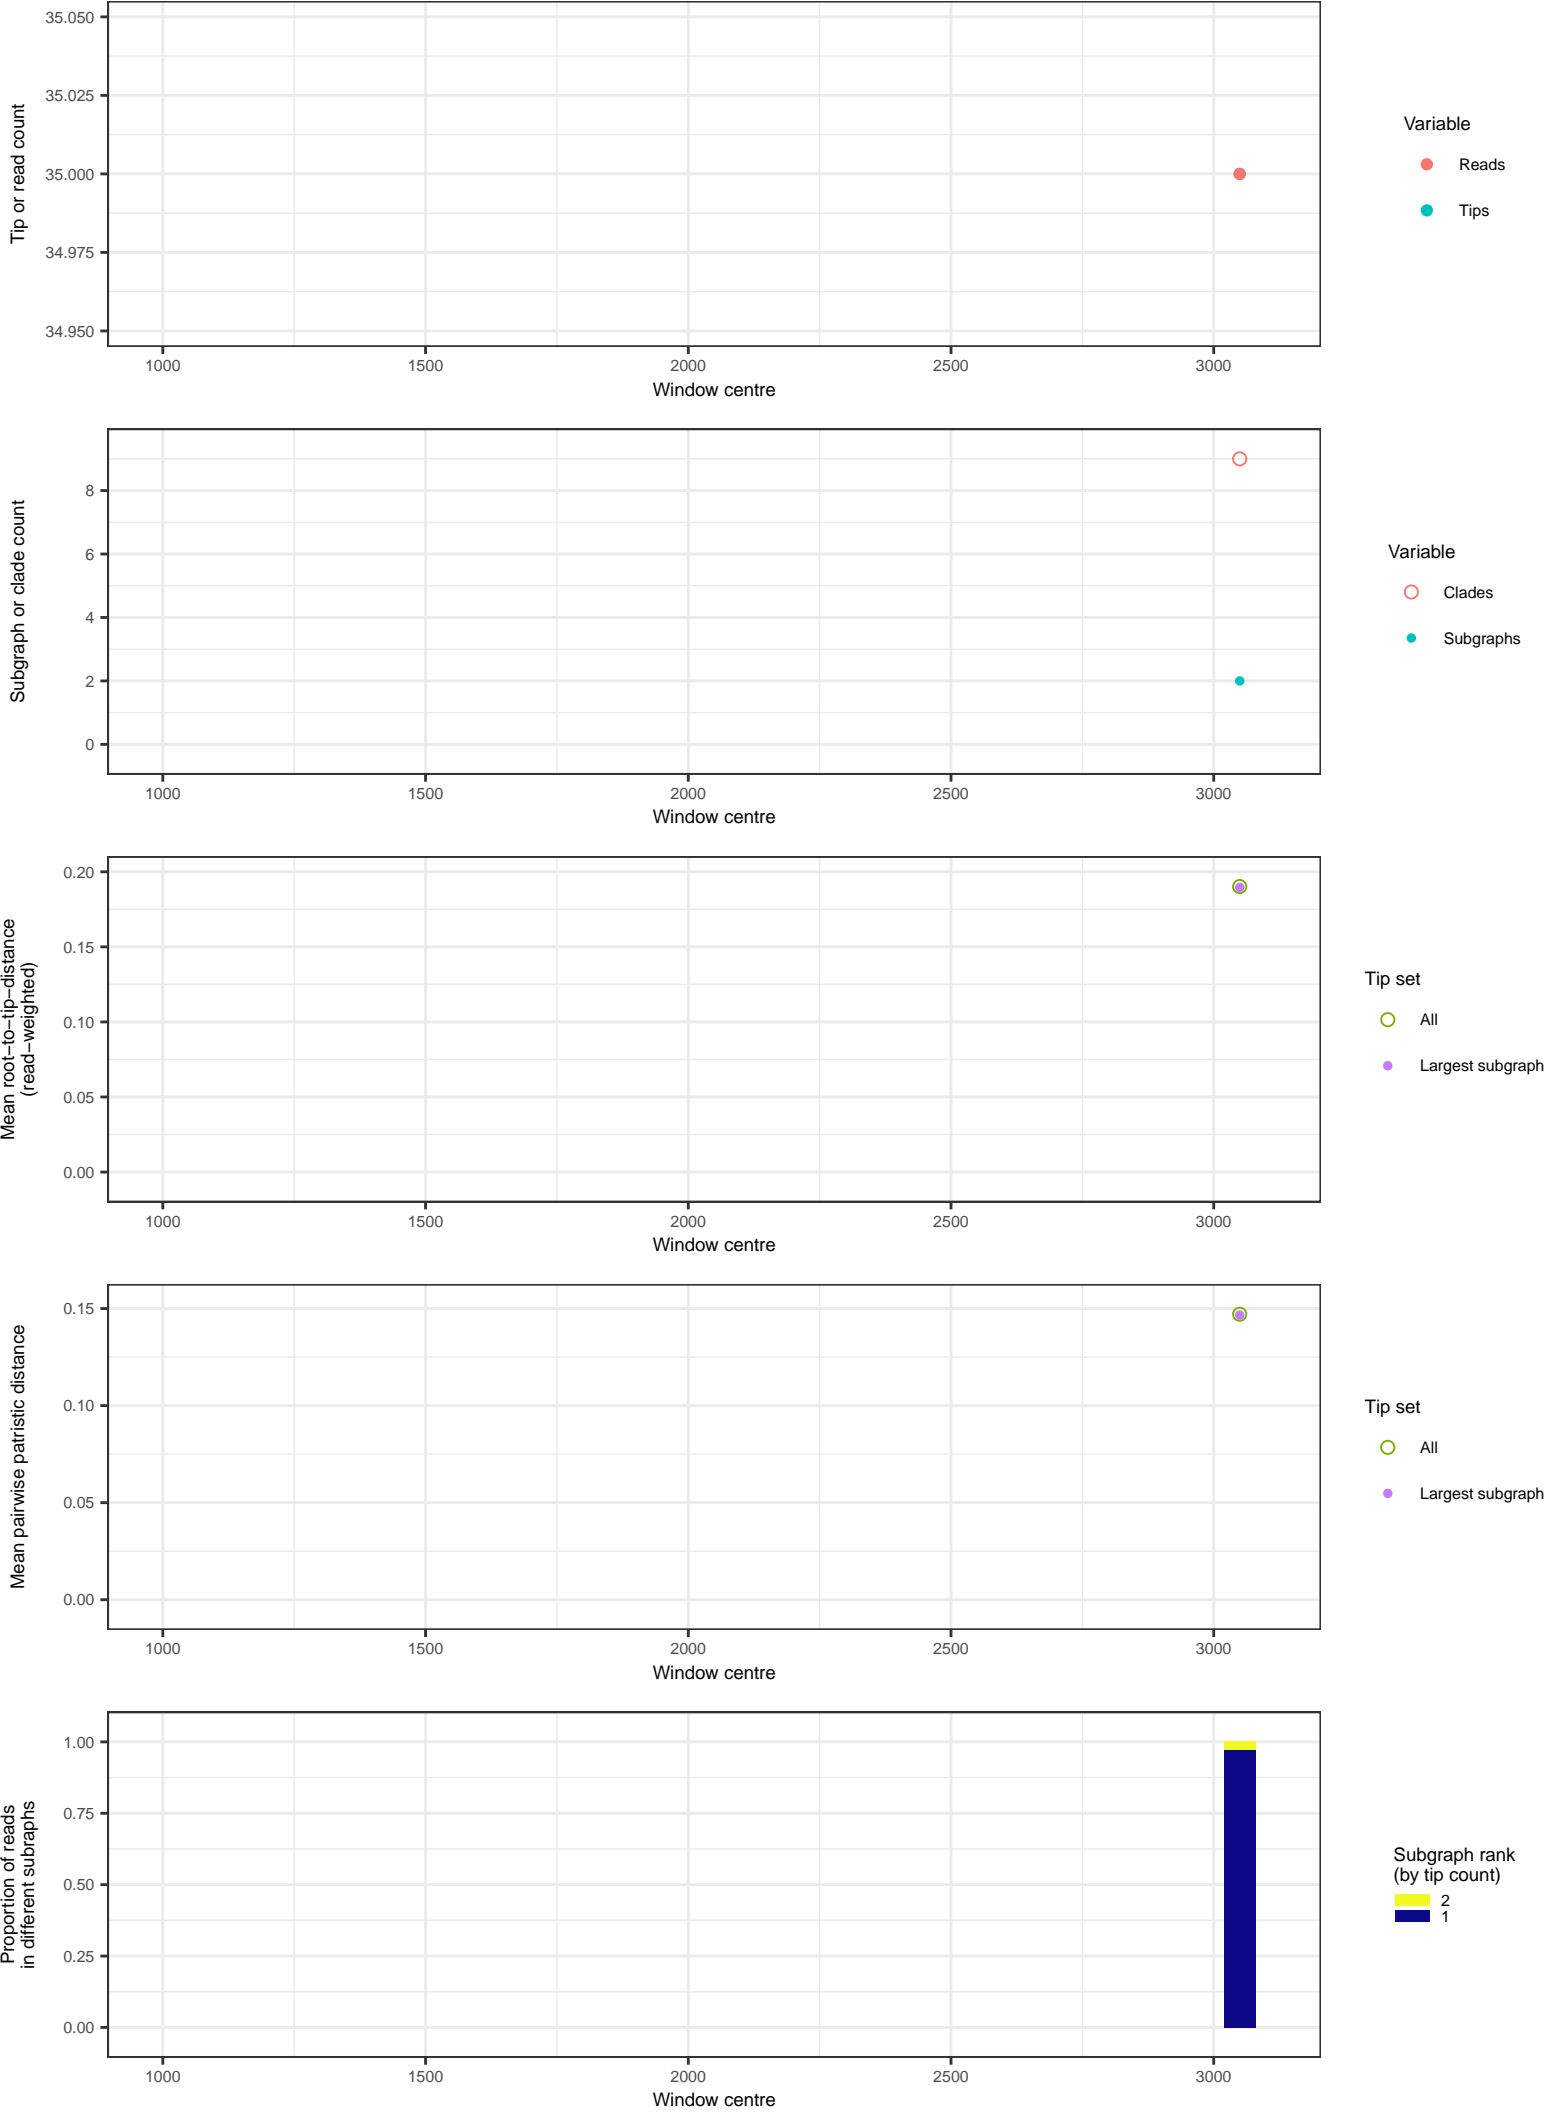 35.050
35.025
35.000
34.975
34.950
Tip or read count
1000 1500 2000 2500 3000
Window centre
Variable
Reads
Tips
8
6
4
2
0
Subgraph or clade count
1000 1500 2000 2500 3000
Window centre
Variable
Clades
Subgraphs
0.20
0.15
0.10
0.05
0.00
Mean root−to−tip−distance
(read−weighted)
1000 1500 2000 2500 3000
Window centre
Tip set
All
Largest subgraph
0.15
0.10
0.05
0.00
Mean pairwise patristic distance
1000 1500 2000 2500 3000
Window centre
Tip set
All
Largest subgraph
1.00
0.75
0.50
0.25
0.00
Proportion of reads
in different subraphs
1000 1500 2000 2500 3000
Window centre
Subgraph rank
(by tip count)
2
1